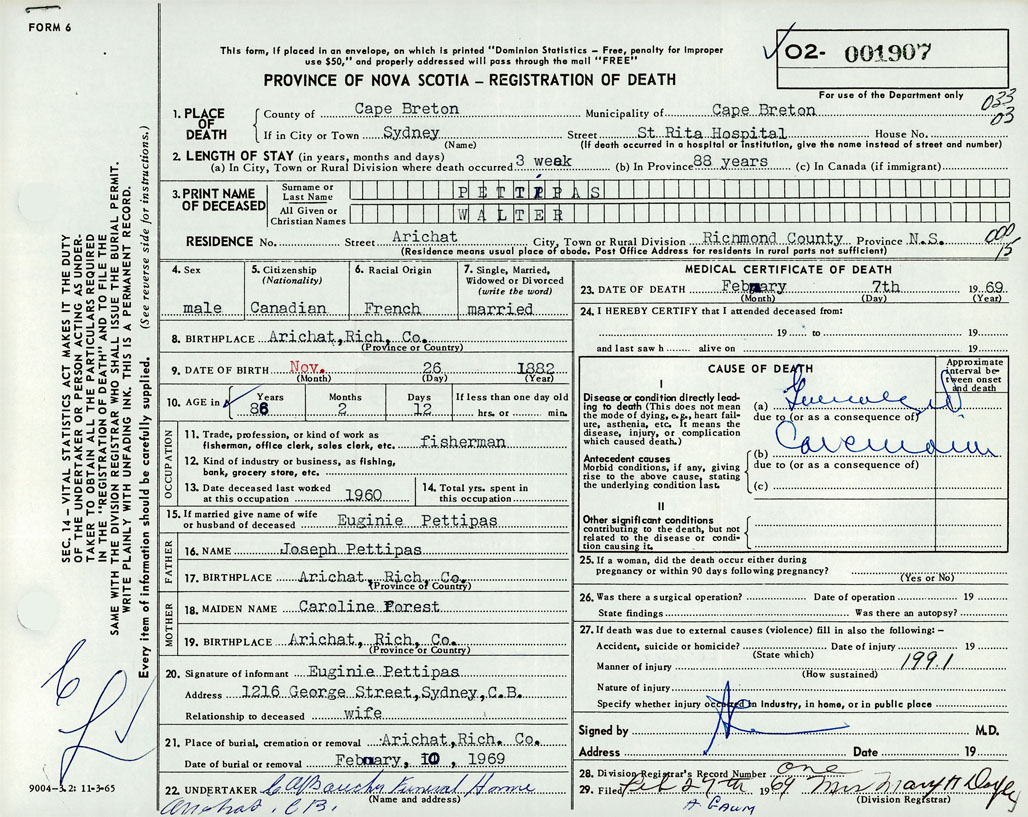 FORM 6
This form, if placed in an envelope, on which is printed "Dominion Statistics – Free, penalty for improper
use $50," and properly addressed will pass through the mail "FREE"
PROVINCE OF NOVA SCOTIA – REGISTRATION OF DEATH
02- 001907
For use of the Department only
033
03
1. PLACE OF DEATH
County of Cape Breton Municipality of Cape Breton
If in City or Town Sydney Street St Rita Hospital House No.
(Name) (If death occurred in a hospital or institution, give the name instead of street and number)
2. LENGTH OF STAY (in years, months and days)
(a) In City, Town or Rural Division where death occurred 3 week (b) In Province 88 years (c) In Canada (if immigrant)
3. PRINT NAME OF DECEASED
Surname or Last Name PETTIPAS
All Given or Christian Names WALTER
RESIDENCE No. Street Arichat City, Town or Rural Division Richmond County Province N.S.
(Residence means usual place of abode. Post Office Address for residents in rural parts not sufficient)
000
15
4. Sex
male
5. Citizenship
(Nationality)
Canadian
6. Racial Origin
French
7. Single, Married,
Widowed or Divorced
(write the word)
married
8. BIRTHPLACE Arichat,Rich, Co.
(Province or Country)
9. DATE OF BIRTH Nov. 26 1882
(Month) (Day) (Year)
10. AGE in
Years Months Days If less than one day old
86 2 12 hrs. or min.
OCCUPATION
11. Trade, profession, or kind of work as
fisherman, office clerk, sales clerk, etc. fisherman
12. Kind of industry or business, as fishing,
bank, grocery store, etc.
13. Date deceased last worked
at this occupation 1960
14. Total yrs. spent in
this occupation
15. If married give name of wife
or husband of deceased Euginie Pettipas
FATHER
16. NAME Joseph Pettipas
17. BIRTHPLACE Arichat, Rich, Co.
(Province or Country)
MOTHER
18. MAIDEN NAME Caroline Forest
19. BIRTHPLACE Arichat, Rich, Co.
(Province or Country)
20. Signature of informant Euginie Pettipas
Address 1216 George Street,Sydney,C.B.
Relationship to deceased wife
21. Place of burial, cremation or removal Arichat,Rich. Co.
Date of burial or removal February, 10 , 1969
22. UNDERTAKER Funeral Home
(Name and address)
Arichat, C.B.
MEDICAL CERTIFICATE OF DEATH
23. DATE OF DEATH February 7th 1969
(Month) (Day) (Year)
24. I HEREBY CERTIFY that I attended deceased from:
19 to 19
and last saw h alive on 19
CAUSE OF DEATH
Approximate interval between onset and death
I
Disease or condition directly leading to death (This does not mean the mode of dying, e.g., heart failure, asthenia, etc. It means the disease, injury, or complication which caused death.)
(a)
due to (or as a consequence of)
Antecedent causes
Morbid conditions, if any, giving rise to the above cause, stating the underlying condition last.
(b)
due to (or as a consequence of)
(c)
II
Other significant conditions
contributing to the death, but not
related to the disease or condition causing it.
25. If a woman, did the death occur either during
pregnancy or within 90 days following pregnancy?
(Yes or No)
26. Was there a surgical operation? Date of operation 19
State findings Was there an autopsy?
27. If death was due to external causes (violence) fill in also the following: –
Accident, suicide or homicide? Date of injury 19
(State which)
1991
Manner of injury
(How sustained)
Nature of injury
Specify whether injury occurred in industry, in home, or in public place
Signed by M.D.
Address Date 19
28. Division Registrar's Record Number one
29. Filed Feb 27th 1969 Mrs Mary H Doyle
(Division Registrar)
SEC. 14 – VITAL STATISTICS ACT MAKES IT THE DUTY
OF THE UNDERTAKER OR PERSON ACTING AS UNDER-
TAKER TO OBTAIN ALL THE PARTICULARS REQUIRED
IN THE "REGISTRATION OF DEATH" AND TO FILE THE
SAME WITH THE DIVISION REGISTRAR WHO SHALL ISSUE THE BURIAL PERMIT.
WRITE PLAINLY WITH UNFADING INK. THIS IS A PERMANENT RECORD.
Every item of information should be carefully supplied. (See reverse side for instructions.)
9004-3.2: 11-3-65